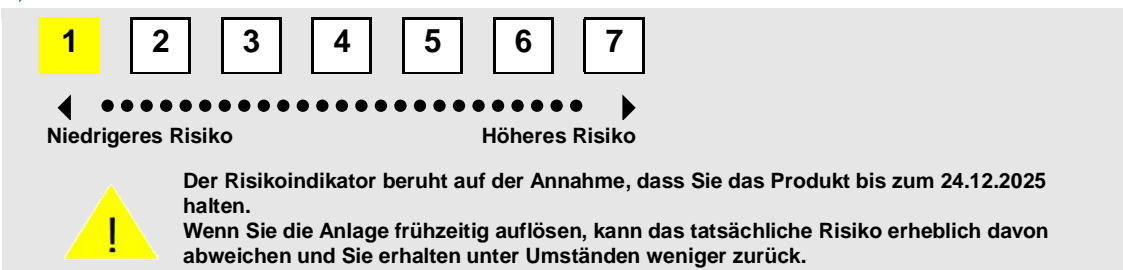 1 2 3 4 5 6 7
Niedrigeres Risiko Höheres Risiko
Der Risikoindikator beruht auf der Annahme, dass Sie das Produkt bis zum 24.12.2025
halten.
! Wenn Sie die Anlage frühzeitig auflösen, kann das tatsächliche Risiko erheblich davon
abweichen und Sie erhalten unter Umständen weniger zurück.